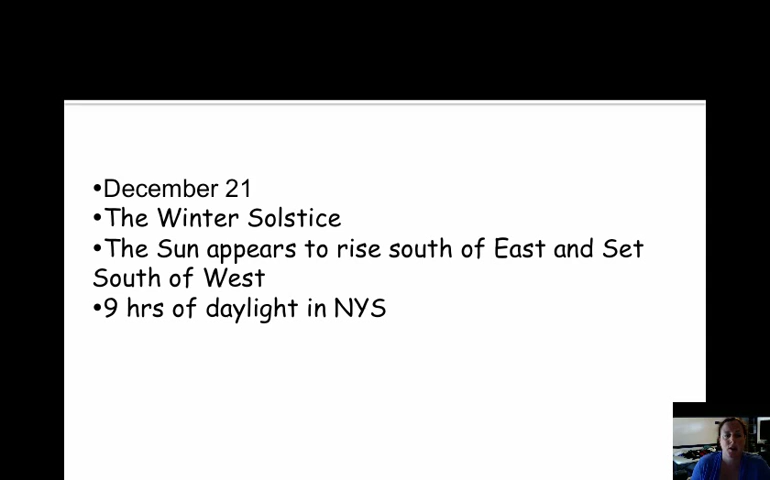 •December 21
•The Winter Solstice
•The Sun appears to rise south of East and Set
South of West
•9 hrs of daylight in NYS